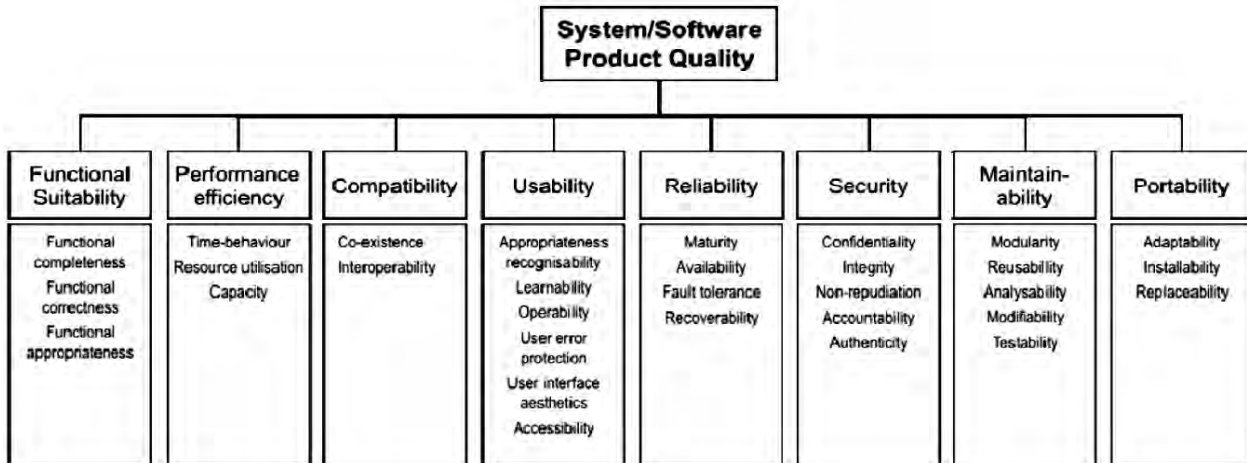 System/Software
Product Quality
Functional
Suitability
Functional
completeness
Functional
correctness
Functional
appropriateness
Performance
efficiency
Time-behaviour
Resource utilisation
Capacity
Compatibility
Co-existence
Interoperability
Usability
Appropriateness
recognisability
Learnability
Operability
User error
protection
User interface
aesthetics
Accessibility
Reliability
Maturity
Availability
Fault tolerance
Recoverability
Security
Confidentiality
Integrity
Non-repudiation
Accountability
Authenticity
Maintain-
ability
Modularity
Reusability
Analysability
Modifiability
Testability
Portability
Adaptability
Installability
Replaceability